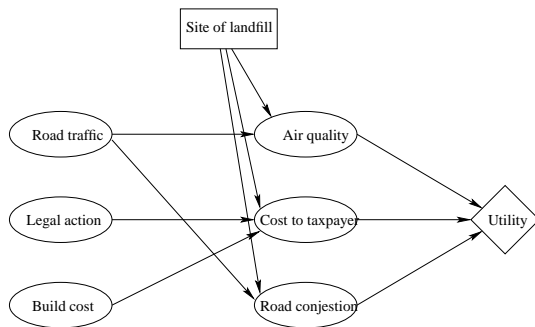 Site of landfill
Road traffic
Air quality
Legal action
Cost to taxpayer
Utility
Build cost
Road conjestion